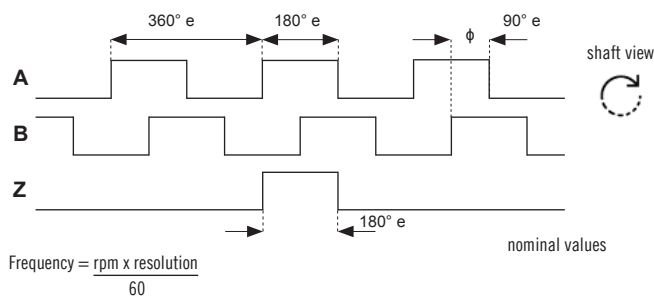 360° e 180° e ϕ 90° e
shaft view
A
B
Z
180° e
nominal values
Frequency = rpm x resolution
60